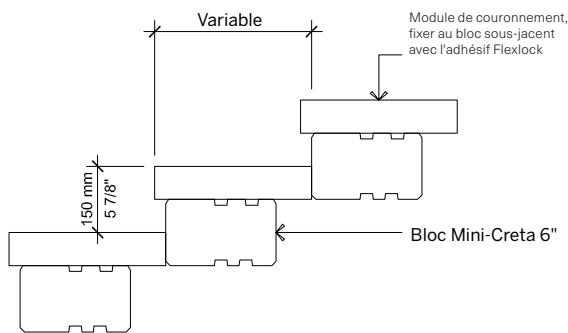 Variable
Module de couronnement,
fixer au bloc sous-jacent
avec l'adhésif Flexlock
150 mm
5 7/8"
Bloc Mini-Creta 6"